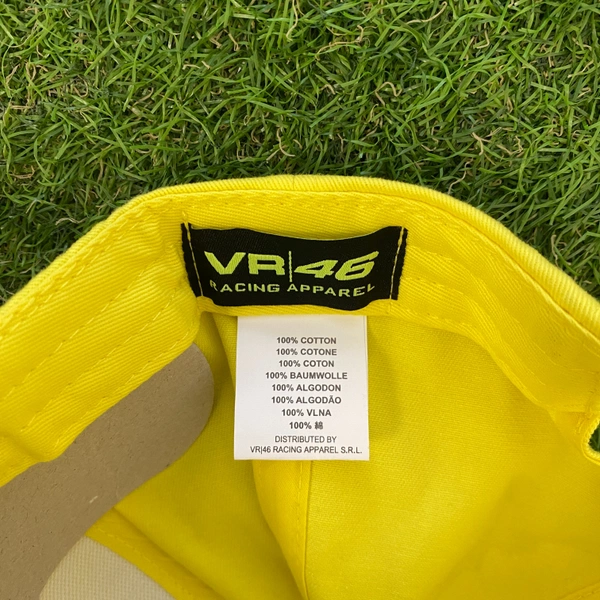 VR|46
RACING APPAREL
100% COTTON
100% COTONE
100% COTON
100% BAUMWOLLE
100% ALGODON
100% ALGODÃO
100% VLNA
100% 綿
DISTRIBUTED BY
VR|46 RACING APPAREL S.R.L.